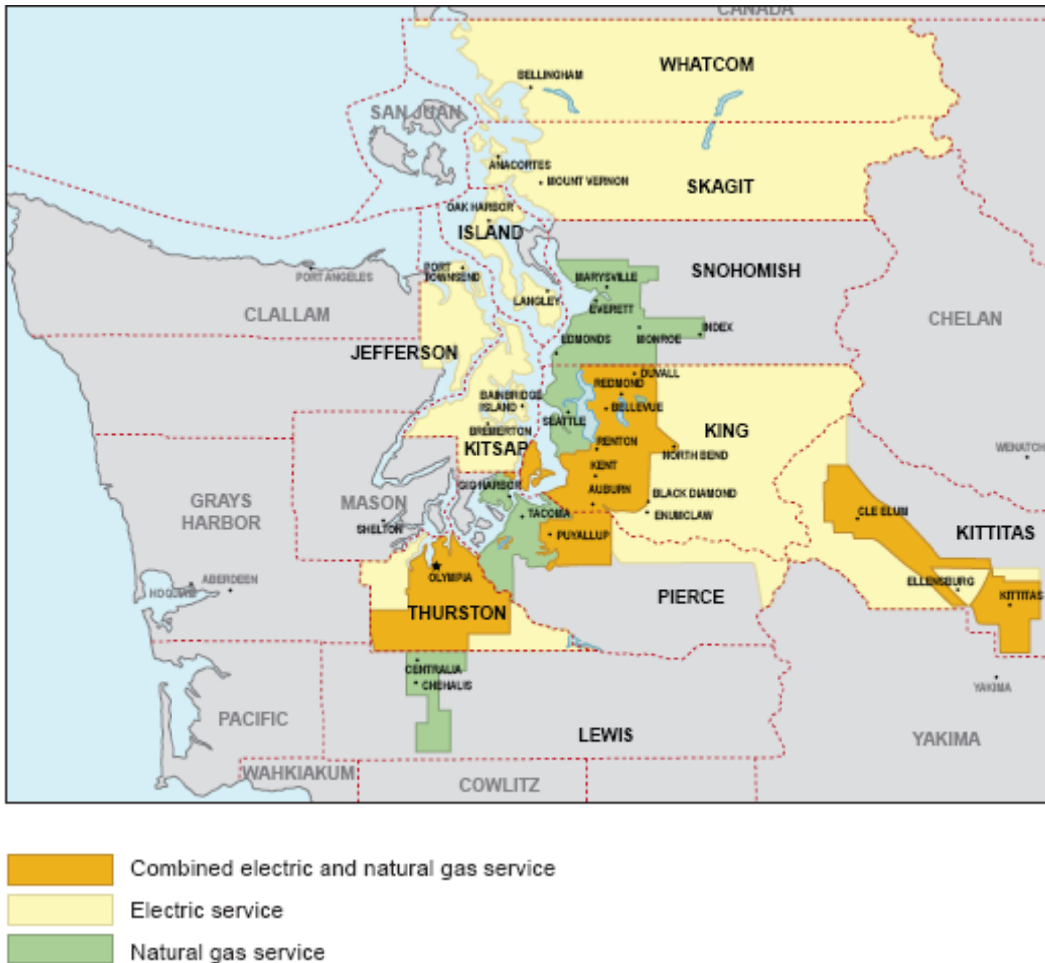 CANADA
WHATCOM
BELLINGHAM
SAN JUAN
ANACORTES
MOUNT VERNON
SKAGIT
OAK HARBOR
ISLAND
PORT ANGELES
PORT
TOWNSEND
MARYSVILLE
SNOHOMISH
LANGLEY
EVERETT
CLALLAM
CHELAN
EDMONDS
MONROE
INDEX
JEFFERSON
DUVALL
REDMOND
BAINBRIDGE
ISLAND
BELLEVUE
SEATTLE
BREMERTON
KING
KITSAP
RENTON
NORTH BEND
WENATCH
KENT
GIG HARBOR
GRAYS
HARBOR
MASON
AUBURN
BLACK DIAMOND
ENUMCLAW
SHELTON
TACOMA
CLE ELUM
KITTITAS
PUYALLUP
OLYMPIA
ABERDEEN
HOQUIAM
ELLENSBURG
KITTITAS
PIERCE
THURSTON
CENTRALIA
CHEHALIS
YAKIMA
PACIFIC
LEWIS
YAKIMA
WAHKIAKUM
COWLITZ
Combined electric and natural gas service
Electric service
Natural gas service